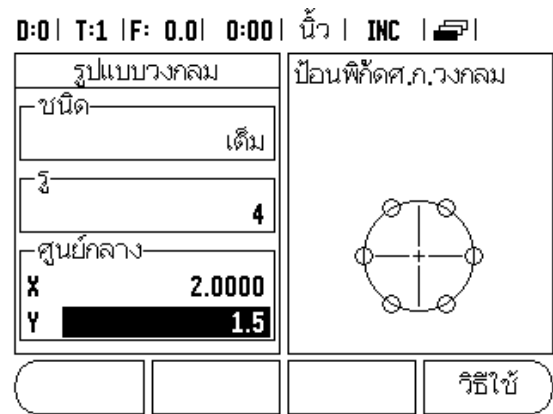 D:0 | T:1 | F: 0.0 | 0:00 | นิ้ว | INC
รูปแบบวงกลม
ชนิด
เต็ม
รู
4
ศูนย์กลาง
X 2.0000
Y 1.5
ป้อนพิกัดศ.ก.วงกลม
วิธีใช้